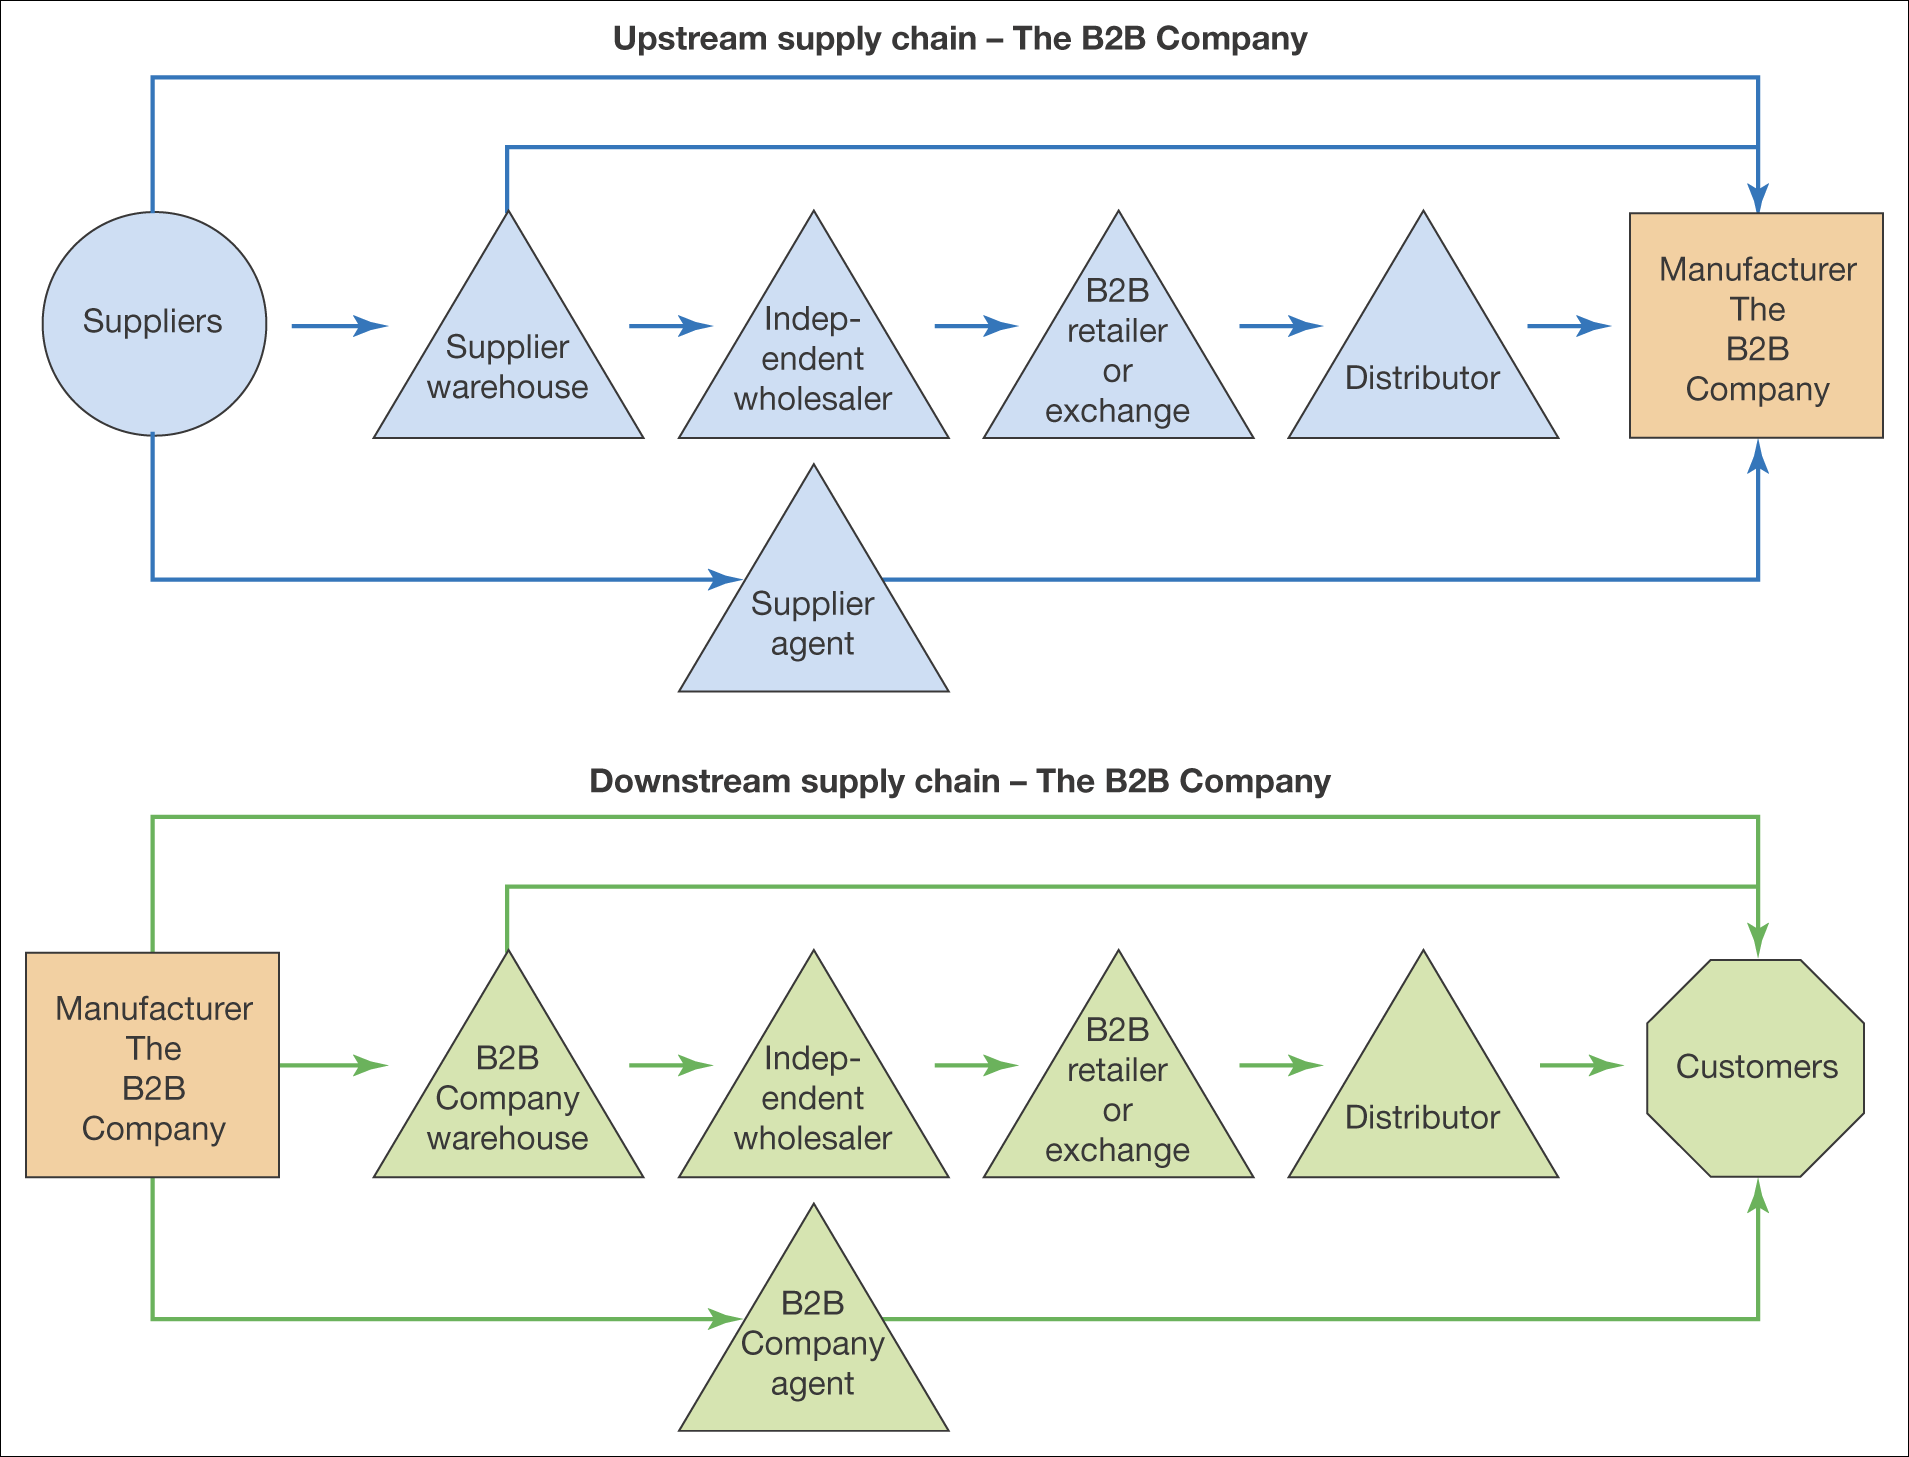 Upstream supply chain – The B2B Company
Suppliers
Supplier
warehouse
Indep-
endent
wholesaler
B2B
retailer
or
exchange
Distributor
Manufacturer
The
B2B
Company
Supplier
agent
Downstream supply chain – The B2B Company
Manufacturer
The
B2B
Company
B2B
Company
warehouse
Indep-
endent
wholesaler
B2B
retailer
or
exchange
Distributor
Customers
B2B
Company
agent